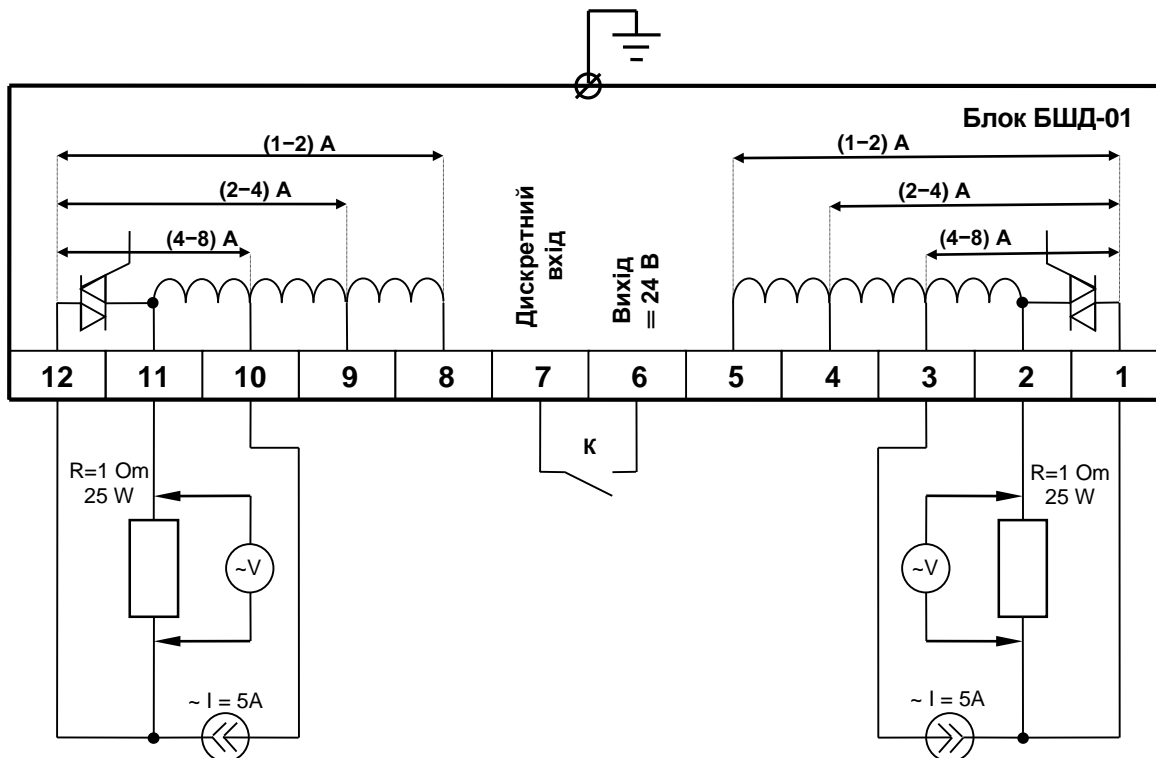 Блок БШД-01
(1−2) А
(1−2) А
(2−4) А
(2−4) А
(4−8) А
(4−8) А
Дискретний
вхід
Вихід
= 24 В
12 11 10 9 8 7 6 5 4 3 2 1
К
R=1 Om
25 W
R=1 Om
25 W
~V
~V
~ I = 5A
~ I = 5A